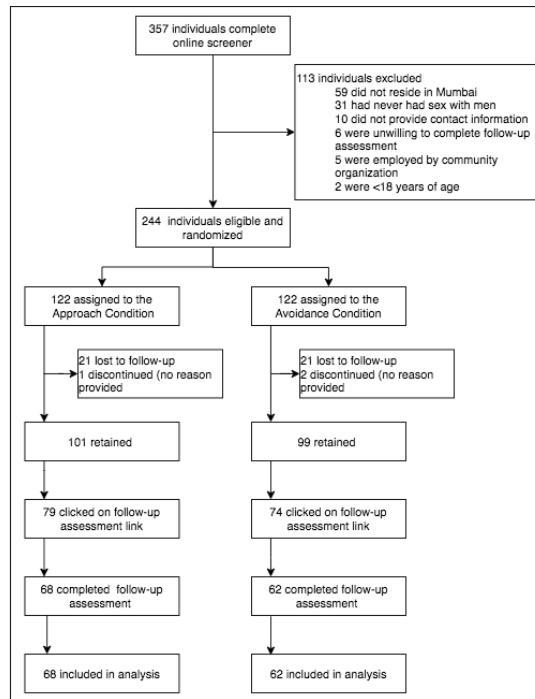 357 individuals complete
online screener
113 individuals excluded
59 did not reside in Mumbai
31 had never had sex with men
10 did not provide contact information
6 were unwilling to complete follow-up
assessment
5 were employed by community
organization
2 were <18 years of age
244 individuals eligible and
randomized
122 assigned to the
Approach Condition
122 assigned to the
Avoidance Condition
21 lost to follow-up
1 discontinued (no reason
provided
21 lost to follow-up
2 discontinued (no reason
provided
101 retained
99 retained
79 clicked on follow-up
assessment link
74 clicked on follow-up
assessment link
68 completed follow-up
assessment
62 completed follow-up
assessment
68 included in analysis
62 included in analysis